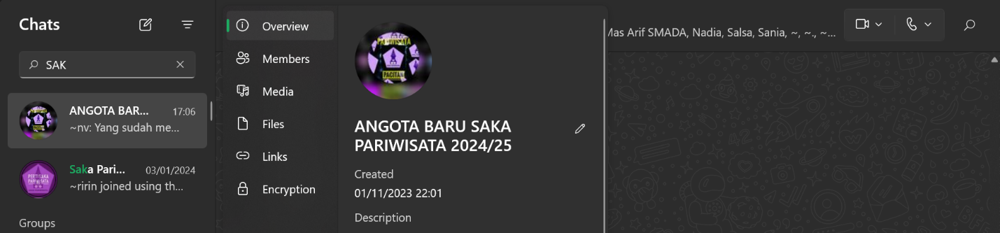 Chats
SAK
ANGOTA BAR... 17:06
~nv: Yang sudah me...
Saka Pari... 03/01/2024
~ririn joined using th...
Groups
Overview
Members
Media
Files
Links
Encryption
PARIWISATA
PACITAN
ANGOTA BARU SAKA
PARIWISATA 2024/25
Created
01/11/2023 22:01
Description
Mas Arif SMADA, Nadia, Salsa, Sania, ~, ~., ~...